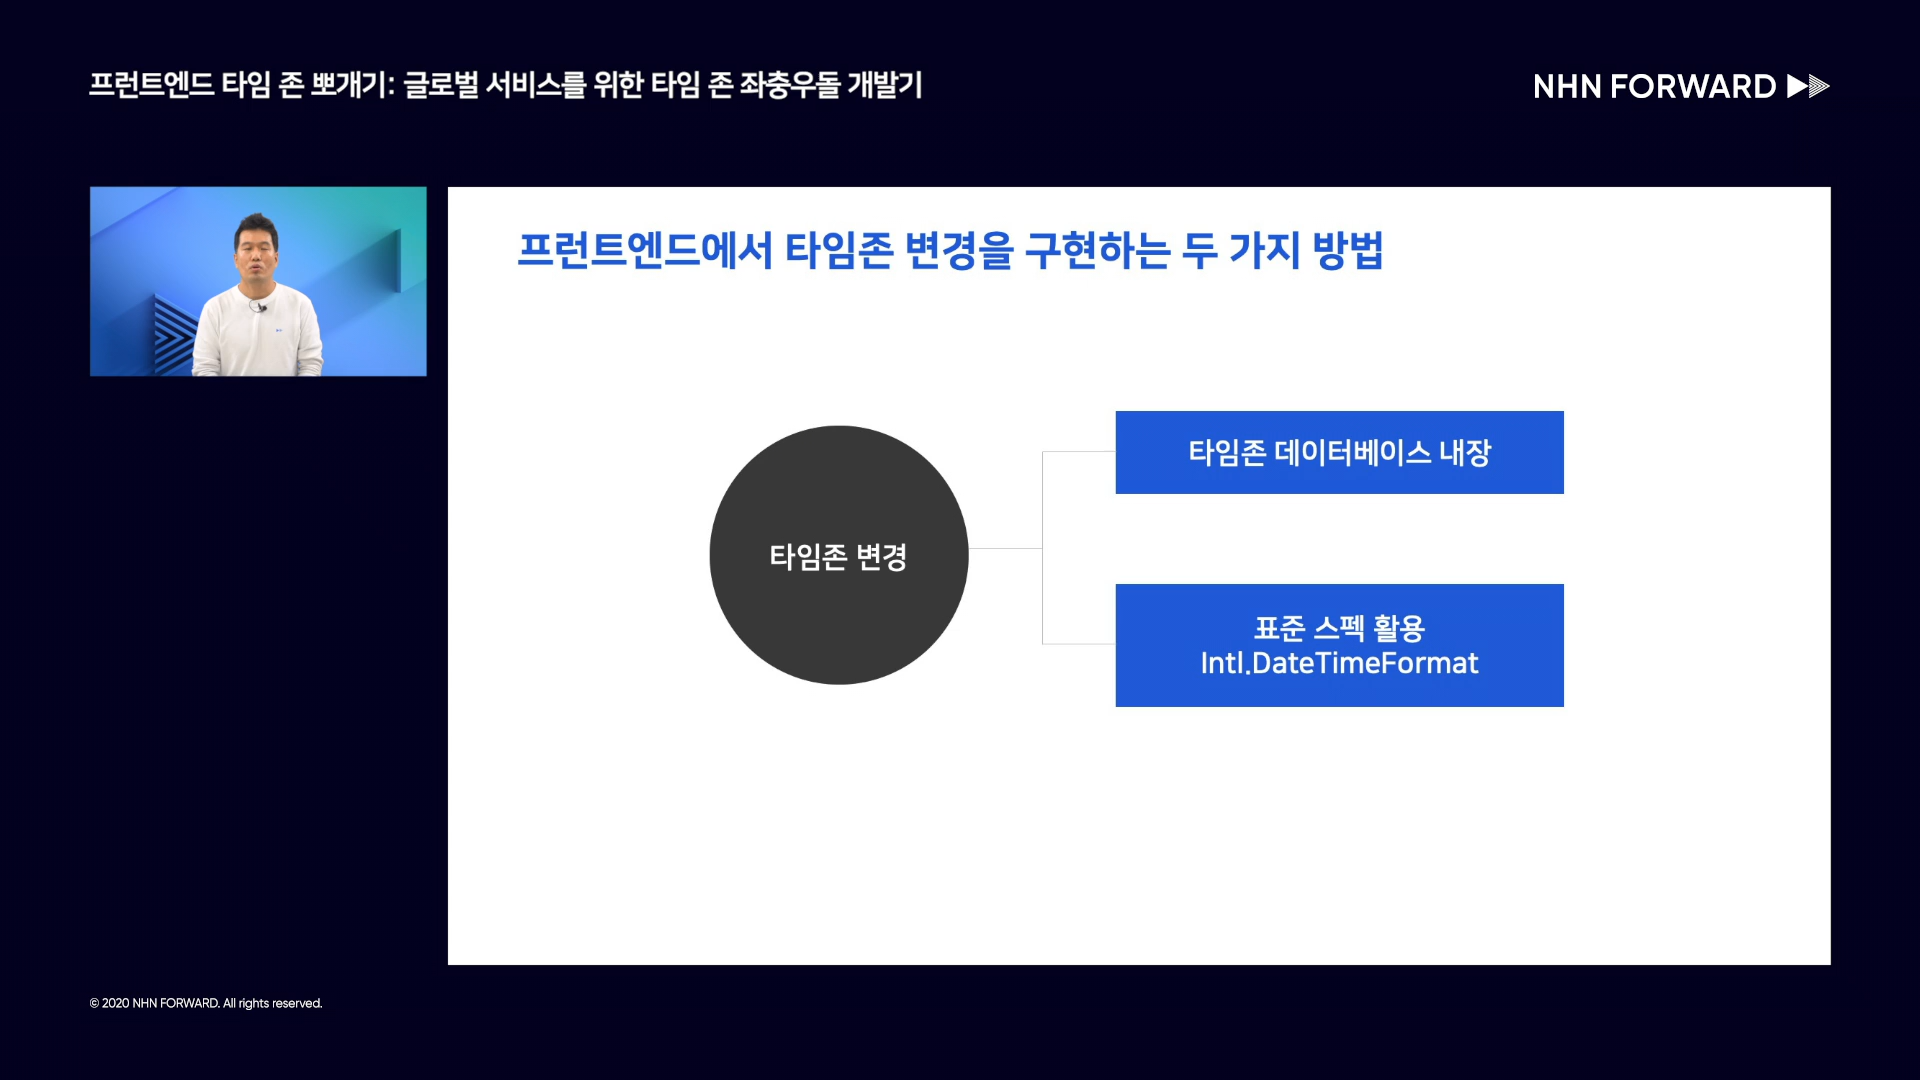 프런트엔드 타임 존 뽀개기: 글로벌 서비스를 위한 타임 존 좌충우돌 개발기
NHN FORWARD
프런트엔드에서 타임존 변경을 구현하는 두 가지 방법
타임존 변경
타임존 데이터베이스 내장
표준 스펙 활용
Intl.DateTimeFormat
© 2020 NHN FORWARD. All rights reserved.